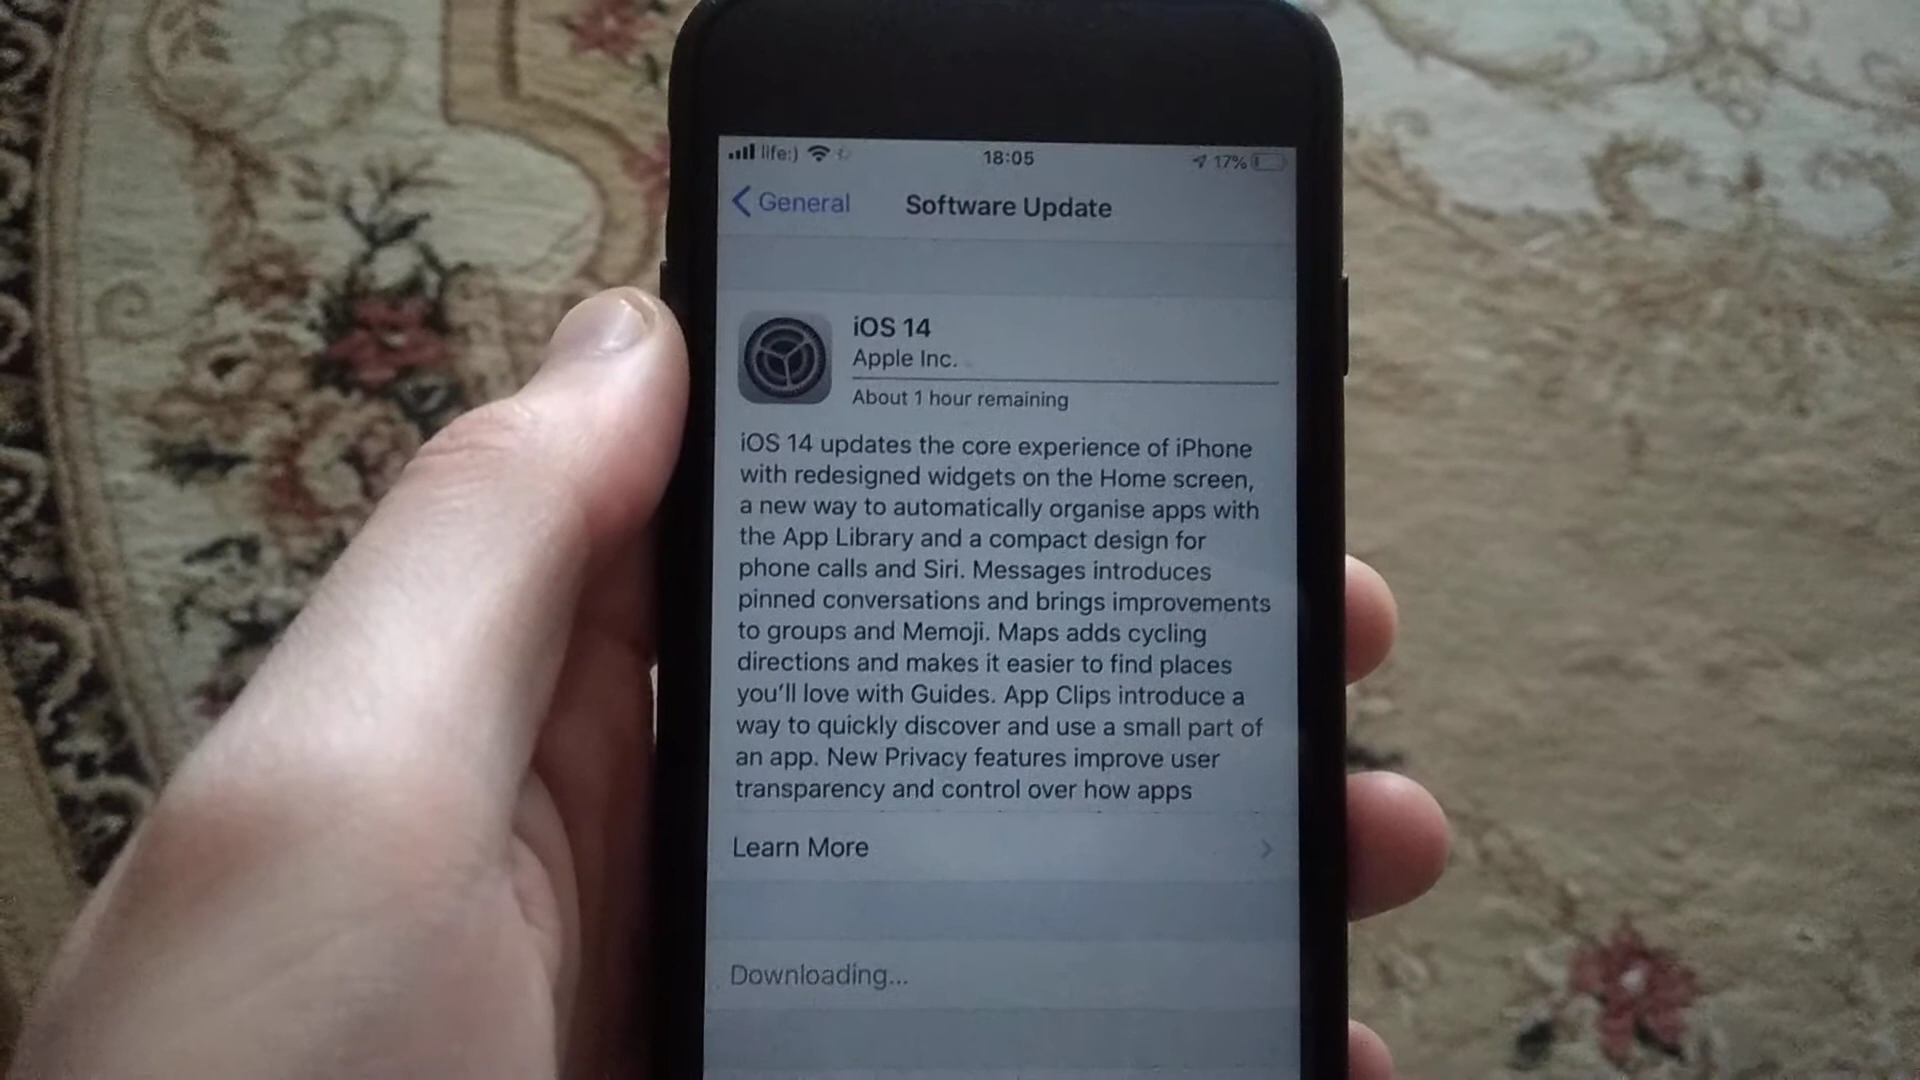 life:) 18:05 17%
General Software Update
iOS 14
Apple Inc.
About 1 hour remaining
iOS 14 updates the core experience of iPhone
with redesigned widgets on the Home screen,
a new way to automatically organise apps with
the App Library and a compact design for
phone calls and Siri. Messages introduces
pinned conversations and brings improvements
to groups and Memoji. Maps adds cycling
directions and makes it easier to find places
you'll love with Guides. App Clips introduce a
way to quickly discover and use a small part of
an app. New Privacy features improve user
transparency and control over how apps
Learn More
Downloading...